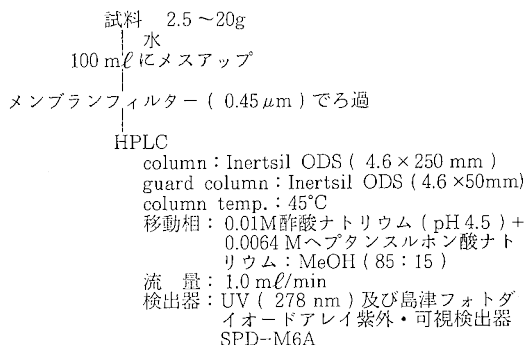 試料 2.5~20g
水
100 mℓにメスアップ
メンブランフィルター ( 0.45μm ) でろ過
HPLC
column : Inertsil ODS ( 4.6×250 mm )
guard column : Inertsil ODS ( 4.6 ×50mm)
column temp. : 45°C
移動相 : 0.01M酢酸ナトリウム ( pH 4.5 ) +
0.0064 Mヘプタンスルホン酸ナト
リウム : MeOH ( 85 : 15 )
流 量 : 1.0 mℓ/min
検出器 : UV ( 278 nm ) 及び島津フォトダ
イオードアレイ紫外・可視検出器
SPD-M6A